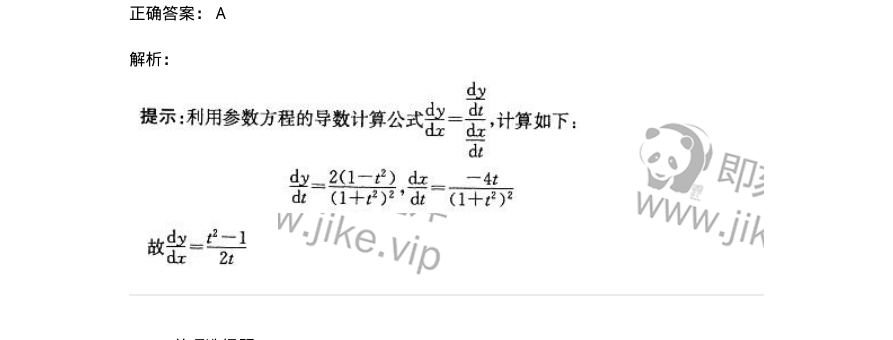 正确答案： A
解析：
提示:利用参数方程的导数计算公式dy/dx=(dy/dt)/(dx/dt),计算如下:
dy/dt=2(1-t²)/(1+t²)²,dx/dt=-4t/(1+t²)²
故dy/dx=(t²-1)/2t
w.jike.vip
www.jik